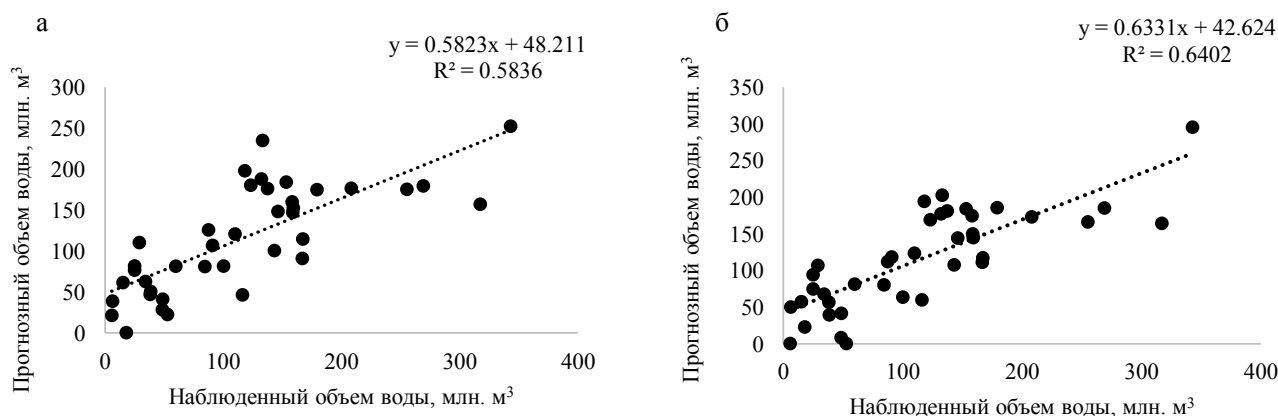 а
y = 0.5823x + 48.211
R² = 0.5836
Прогнозный объем воды, млн. м³
300
250
200
150
100
50
0
0 100 200 300 400
Наблюденный объем воды, млн. м³
б
y = 0.6331x + 42.624
R² = 0.6402
Прогнозный объем воды, млн. м³
350
300
250
200
150
100
50
0
0 100 200 300 400
Наблюденный объем воды, млн. м³